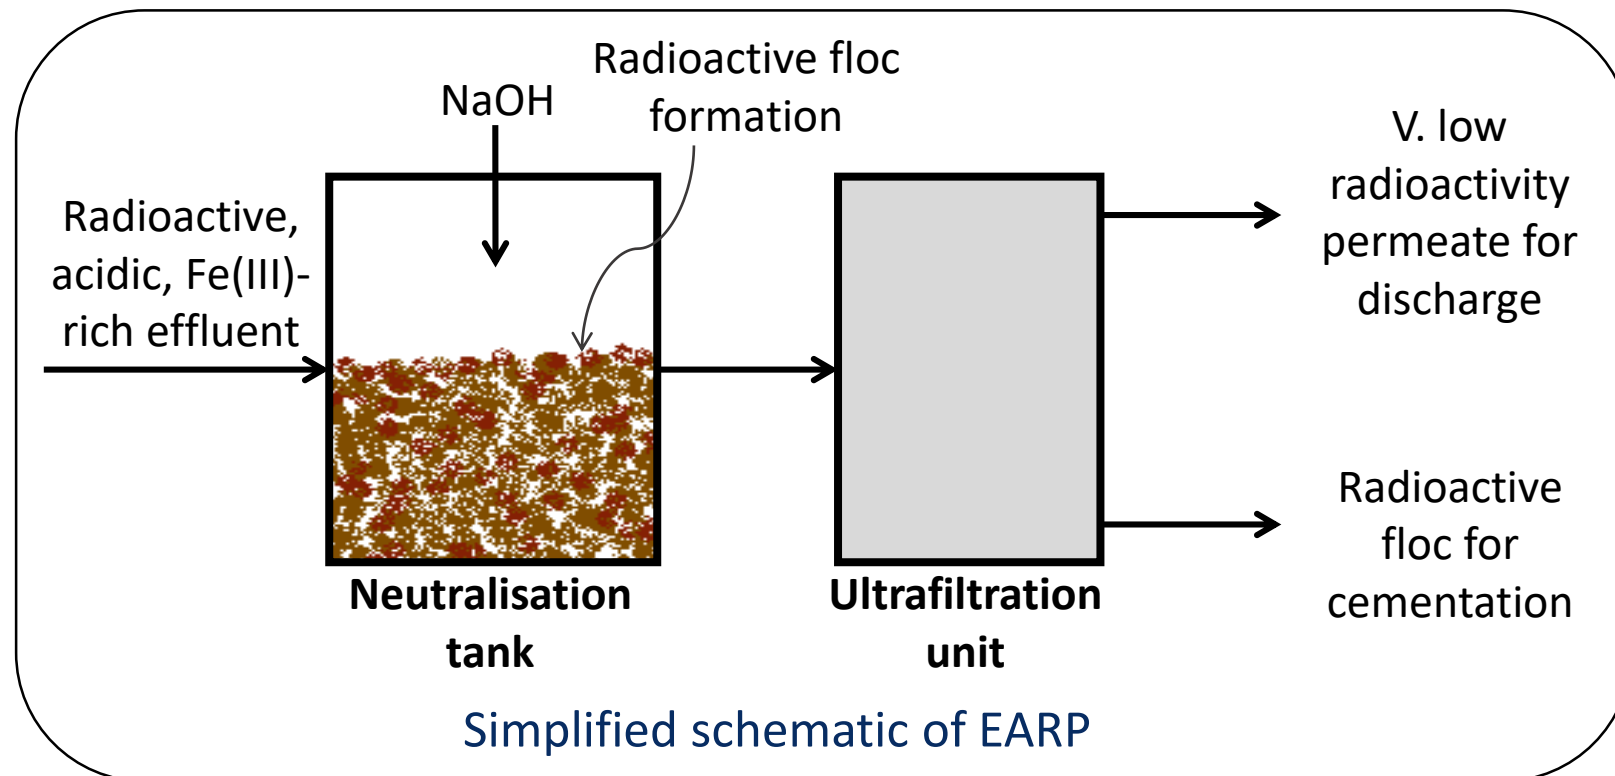 Radioactive floc
formation
NaOH
Radioactive,
acidic, Fe(III)-
rich effluent
V. low
radioactivity
permeate for
discharge
Radioactive
floc for
cementation
Neutralisation
tank
Ultrafiltration
unit
Simplified schematic of EARP